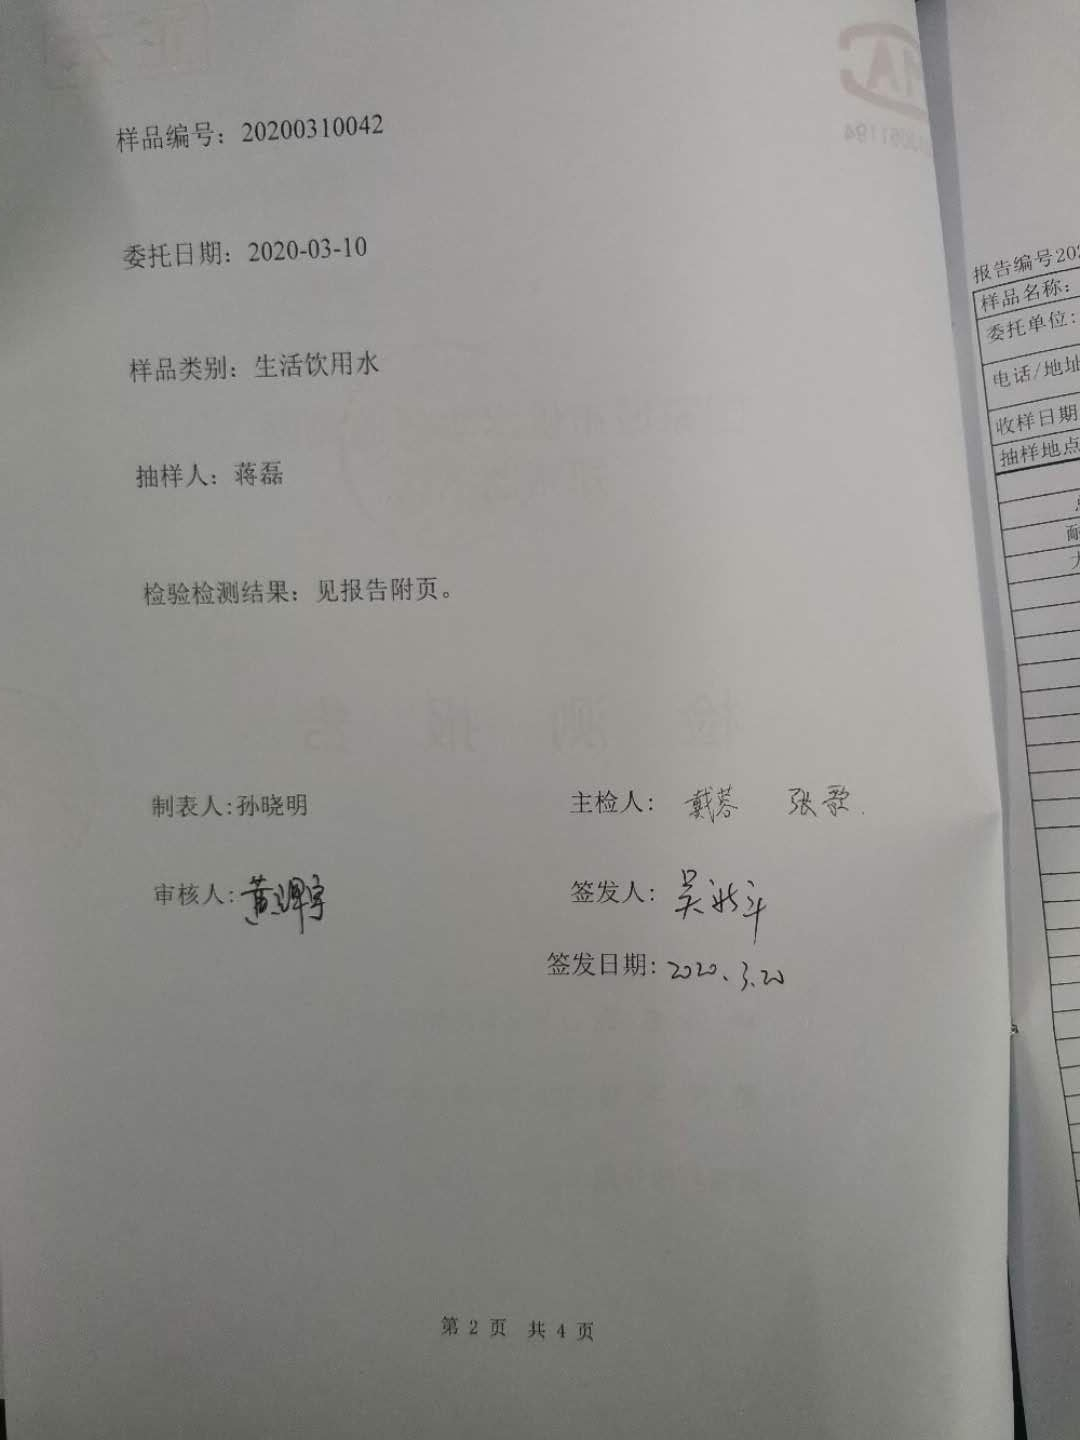 样品编号：20200310042
委托日期：2020-03-10
样品类别：生活饮用水
抽样人：蒋磊
检验检测结果：见报告附页。
制表人:孙晓明
主检人: 戴蓉 张歌
审核人:
签发人: 吴
签发日期: 2020.3.20
第 2 页 共 4 页
报告编号202
样品名称：
委托单位：
电话/地址
收样日期
抽样地点